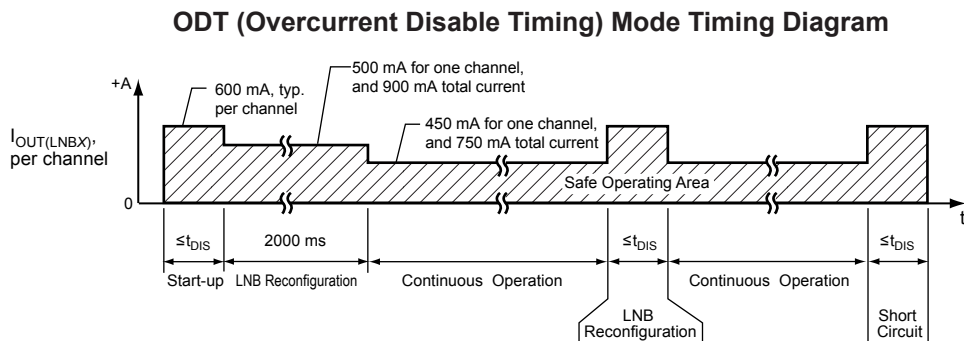 ODT (Overcurrent Disable Timing) Mode Timing Diagram
+A
600 mA, typ.
per channel
500 mA for one channel,
and 900 mA total current
450 mA for one channel,
and 750 mA total current
IOUT(LNBX),
per channel
Safe Operating Area
0
t
≤tDIS
2000 ms
≤tDIS
≤tDIS
Start-up
LNB Reconfiguration
Continuous Operation
Continuous Operation
LNB
Reconfiguration
Short
Circuit